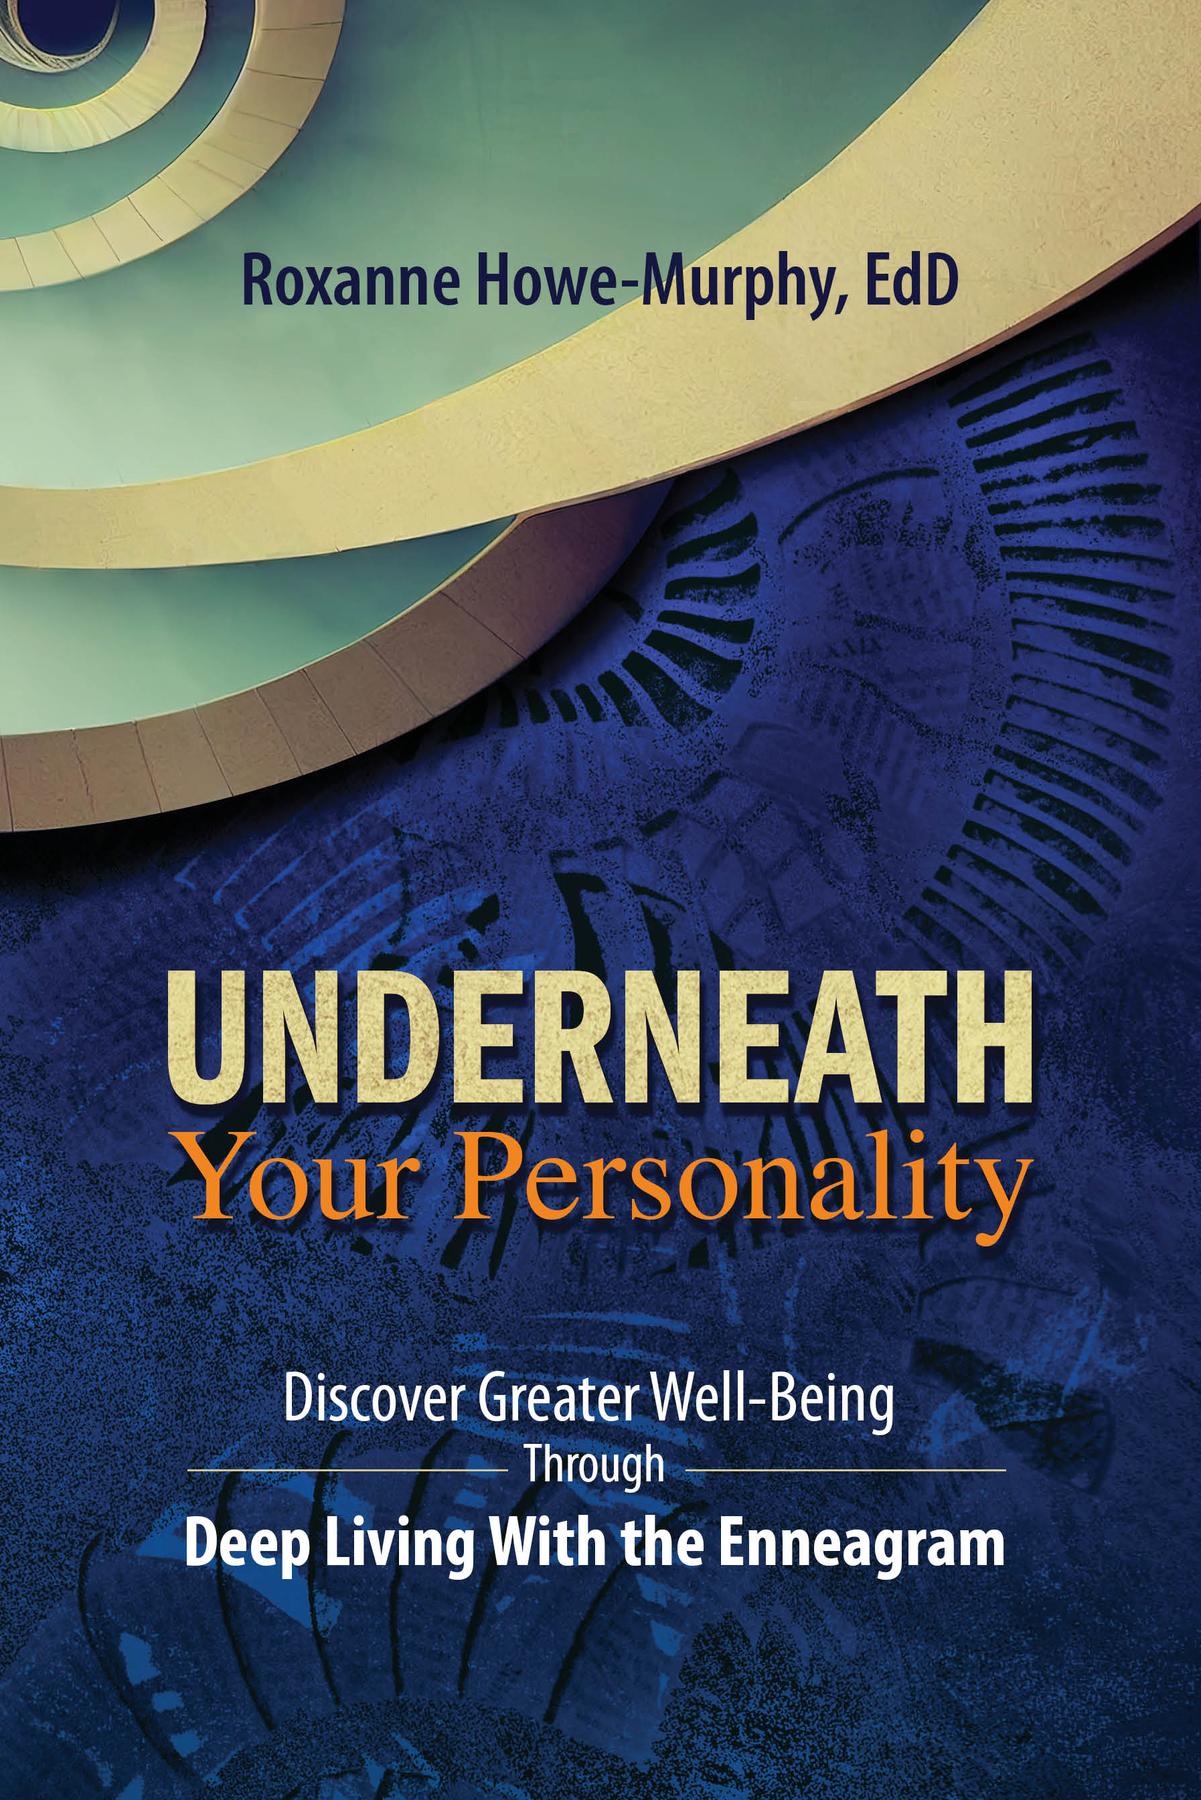 Roxanne Howe-Murphy, EdD
UNDERNEATH
Your Personality
Discover Greater Well-Being
Through
Deep Living With the Enneagram